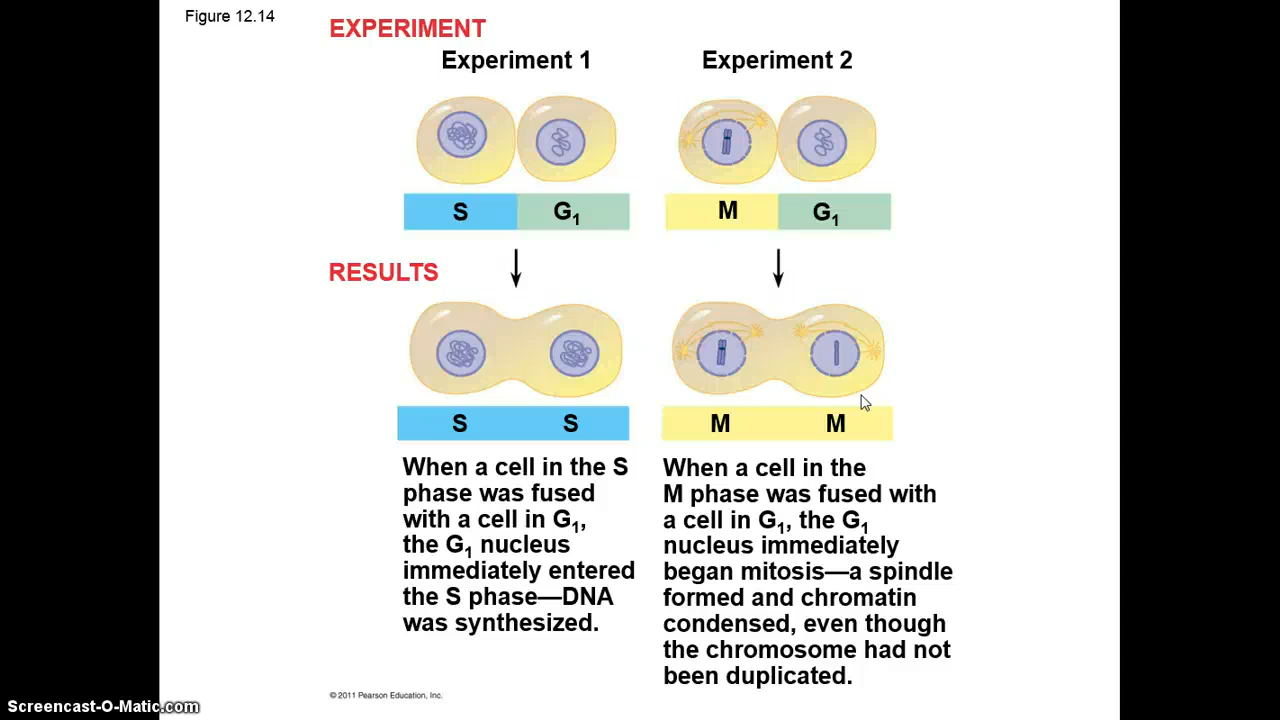 Figure 12.14
EXPERIMENT
Experiment 1
Experiment 2
S
G1
M
G1
RESULTS
S
S
M
M
When a cell in the S
phase was fused
with a cell in G1,
the G1 nucleus
immediately entered
the S phase—DNA
was synthesized.
When a cell in the
M phase was fused with
a cell in G1, the G1
nucleus immediately
began mitosis—a spindle
formed and chromatin
condensed, even though
the chromosome had not
been duplicated.
© 2011 Pearson Education, Inc.
Screencast-O-Matic.com